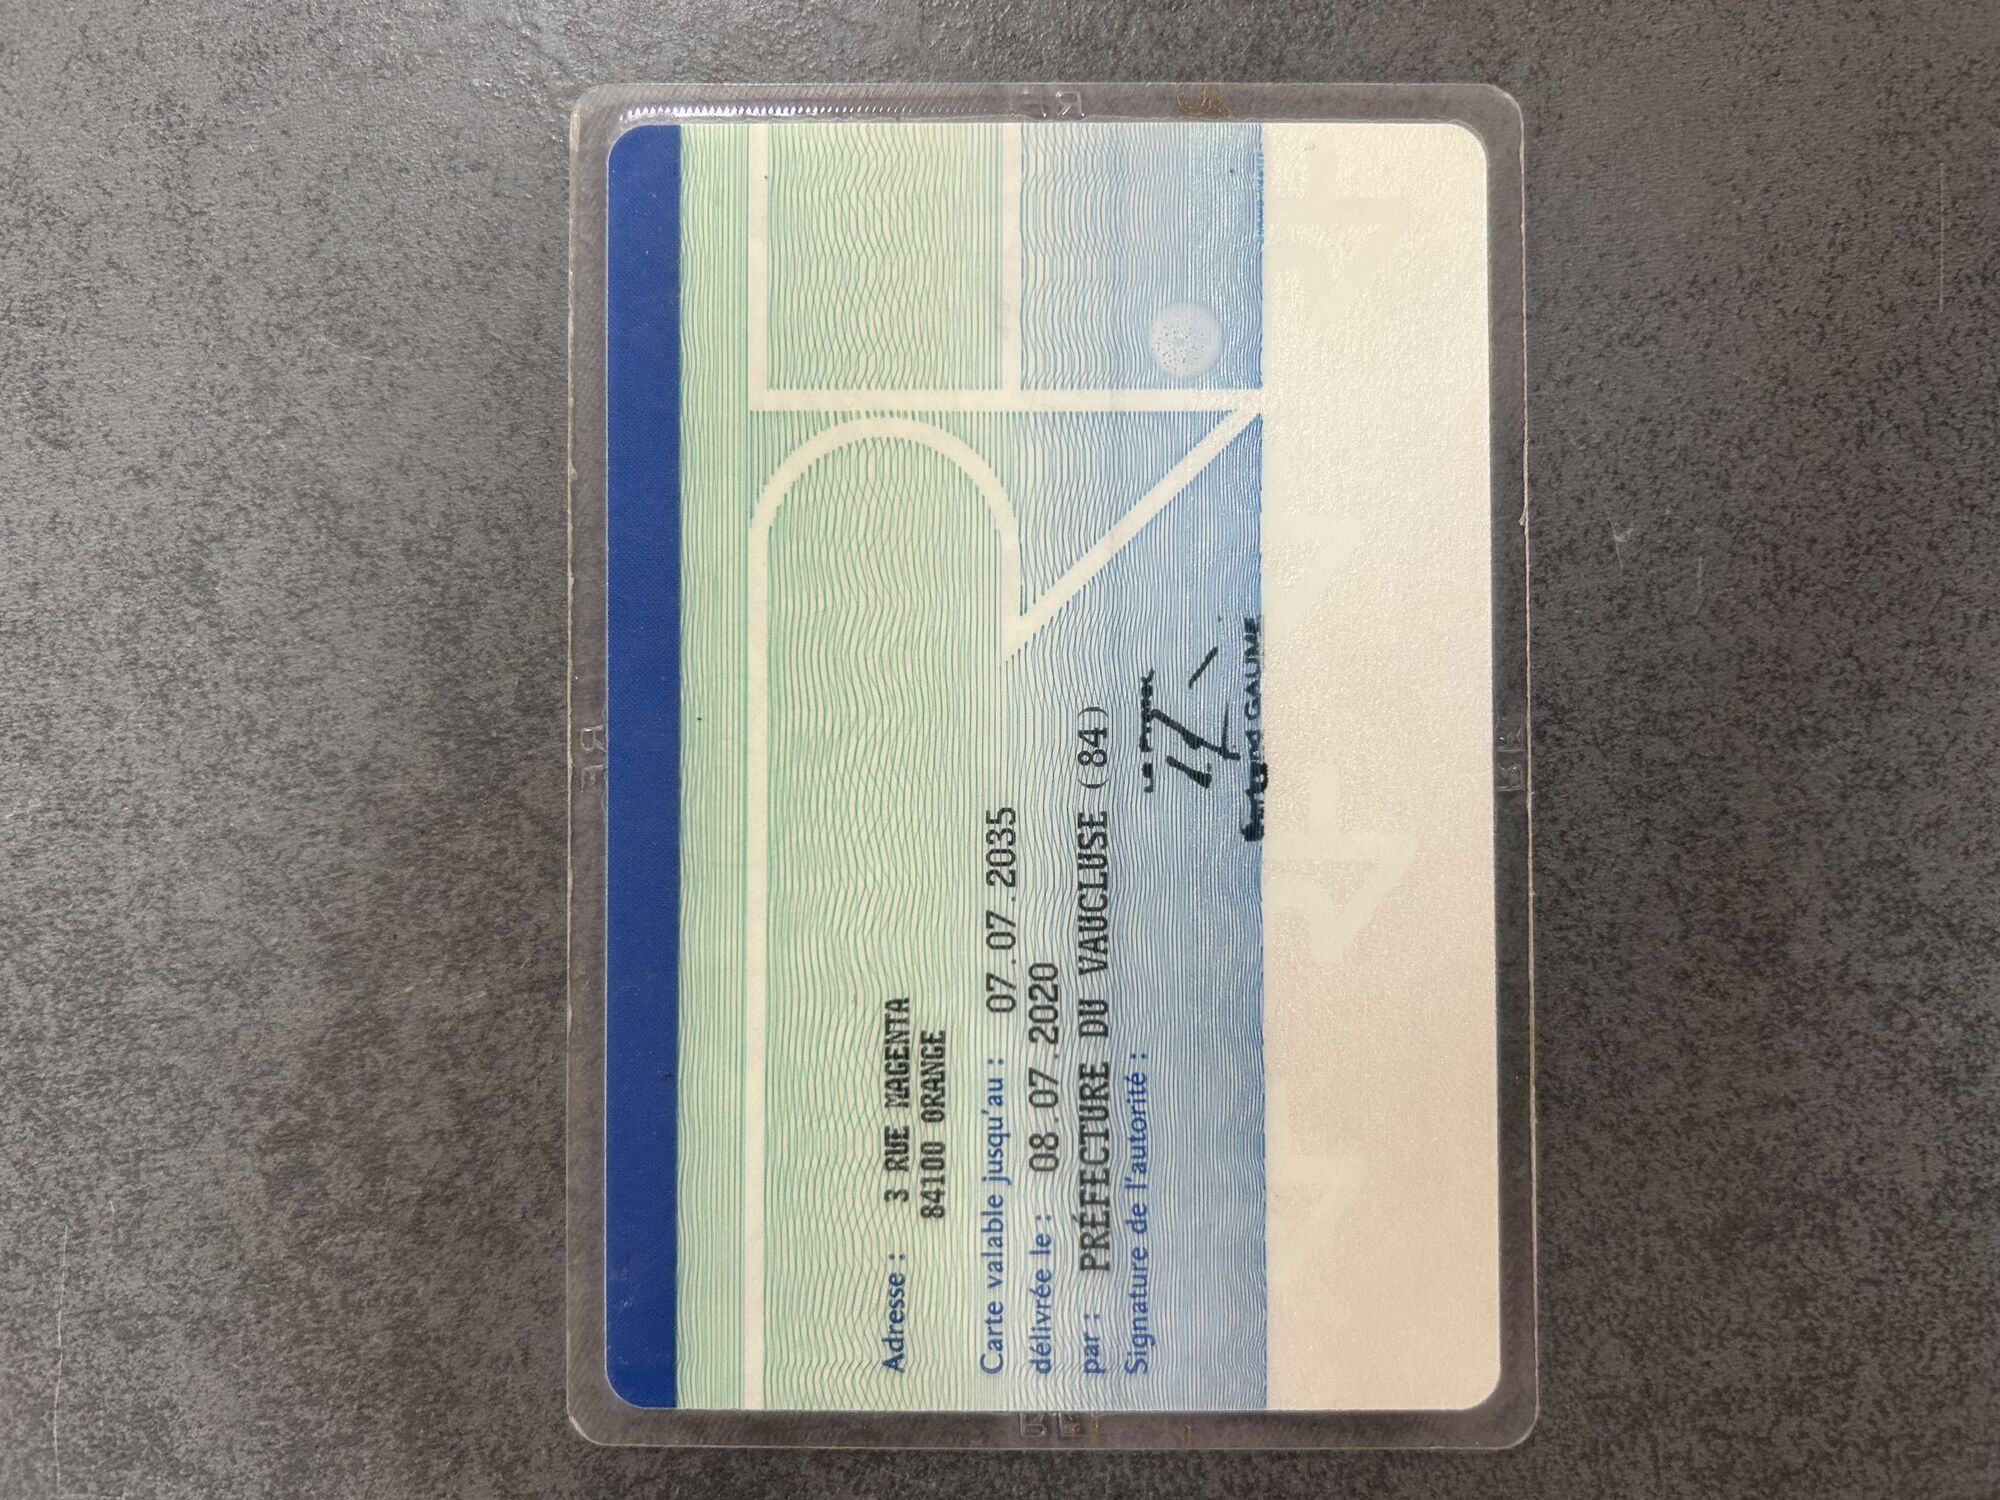 Adresse : 3 RUE MAGENTA
84100 ORANGE
Carte valable jusqu'au : 07.07.2035
délivrée le : 08.07.2020
par : PRÉFECTURE DU VAUCLUSE (84)
Signature de l'autorité :
GAUME